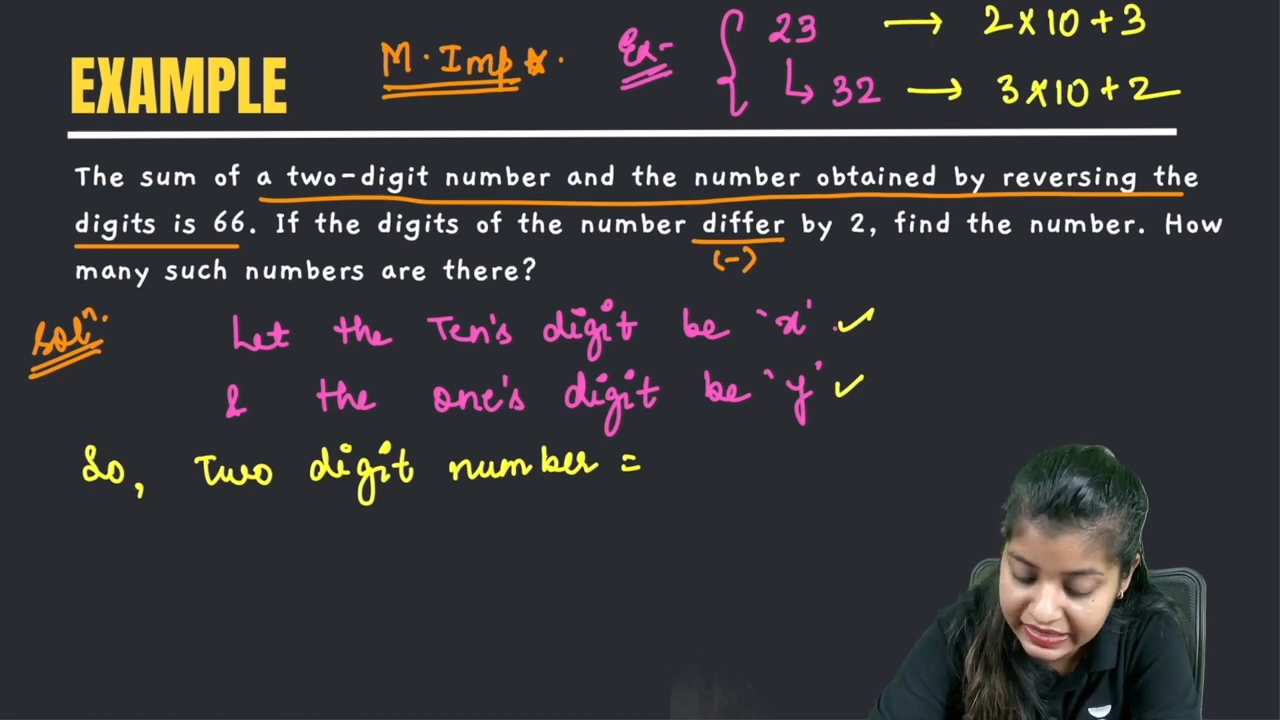 EXAMPLE M. Imp ☆. Ex- { 23 → 2×10+3
↳ 32 → 3×10+2
The sum of a two-digit number and the number obtained by reversing the
digits is 66. If the digits of the number differ by 2, find the number. How
(-)
many such numbers are there?
Solⁿ. Let the Ten's digit be 'x'. ✓
& the one's digit be 'y' ✓
So, Two digit number =